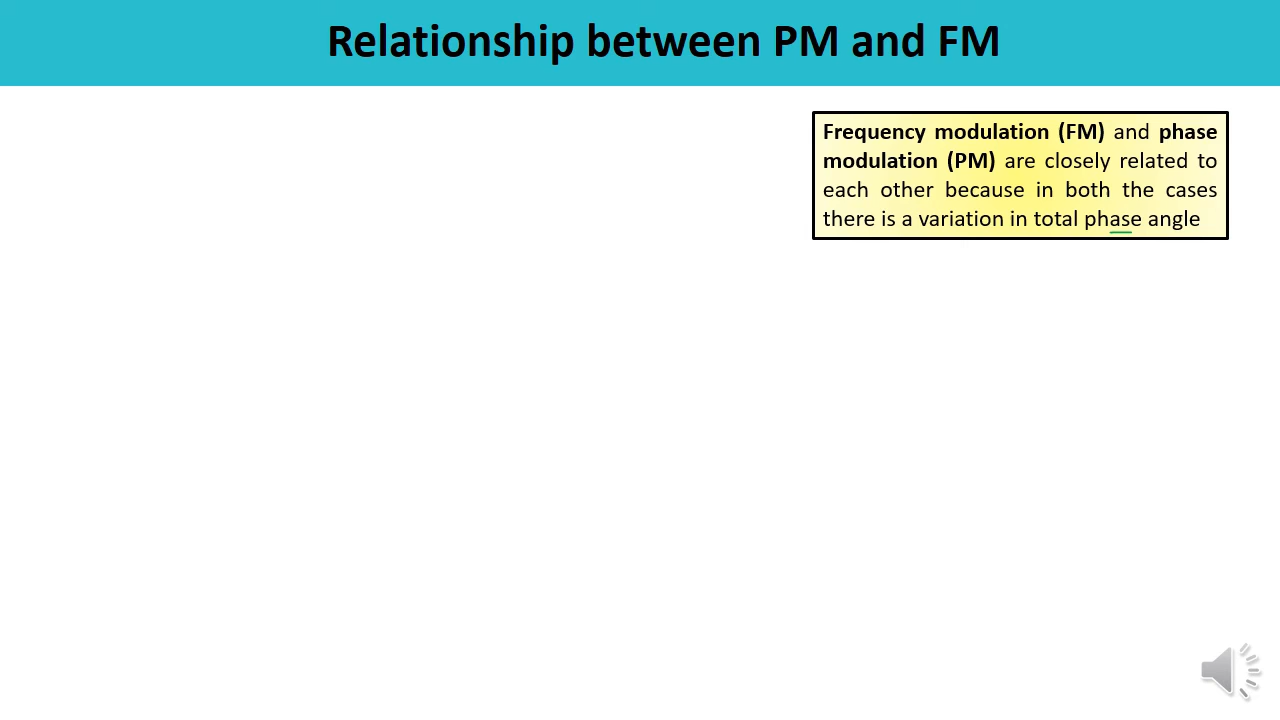 Relationship between PM and FM
Frequency modulation (FM) and phase
modulation (PM) are closely related to
each other because in both the cases
there is a variation in total phase angle